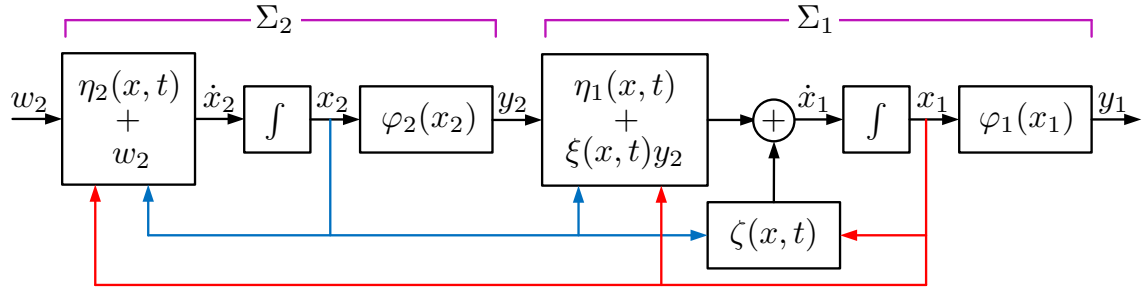 Σ₂
Σ₁
w₂
η₂(x, t)
+
w₂
ẋ₂
∫
x₂
φ₂(x₂)
y₂
η₁(x, t)
+
ξ(x, t)y₂
+
ẋ₁
∫
x₁
φ₁(x₁)
y₁
ζ(x, t)